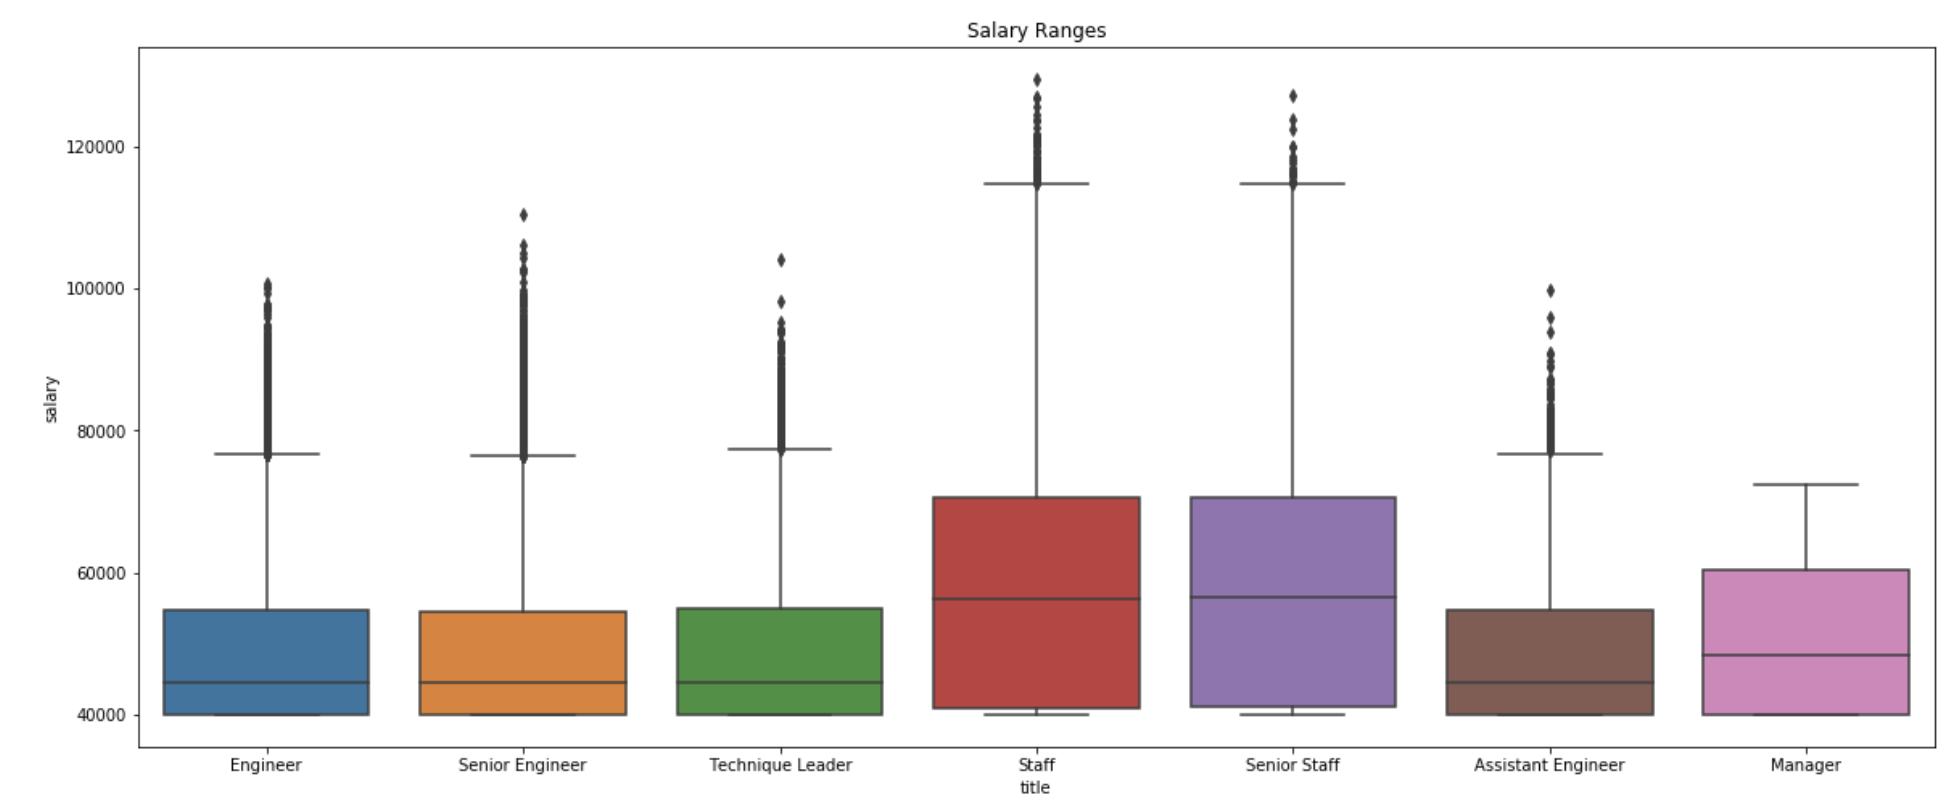 Salary Ranges
salary
120000
100000
80000
60000
40000
Engineer Senior Engineer Technique Leader Staff Senior Staff Assistant Engineer Manager
title